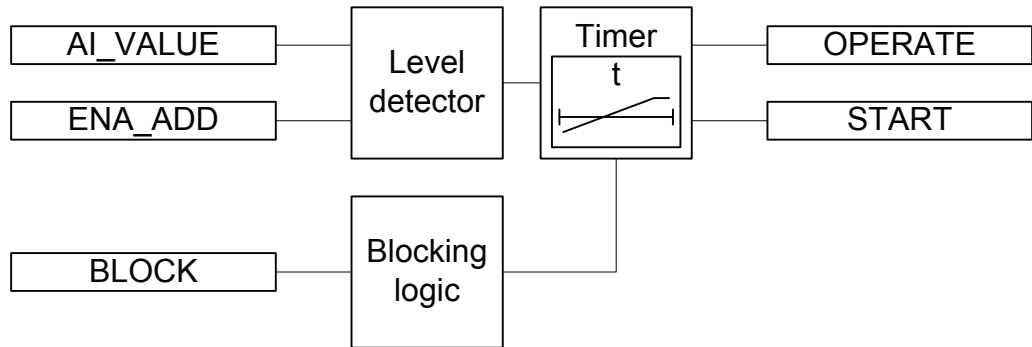 AI_VALUE
ENA_ADD
Level
detector
Timer
t
OPERATE
START
BLOCK
Blocking
logic